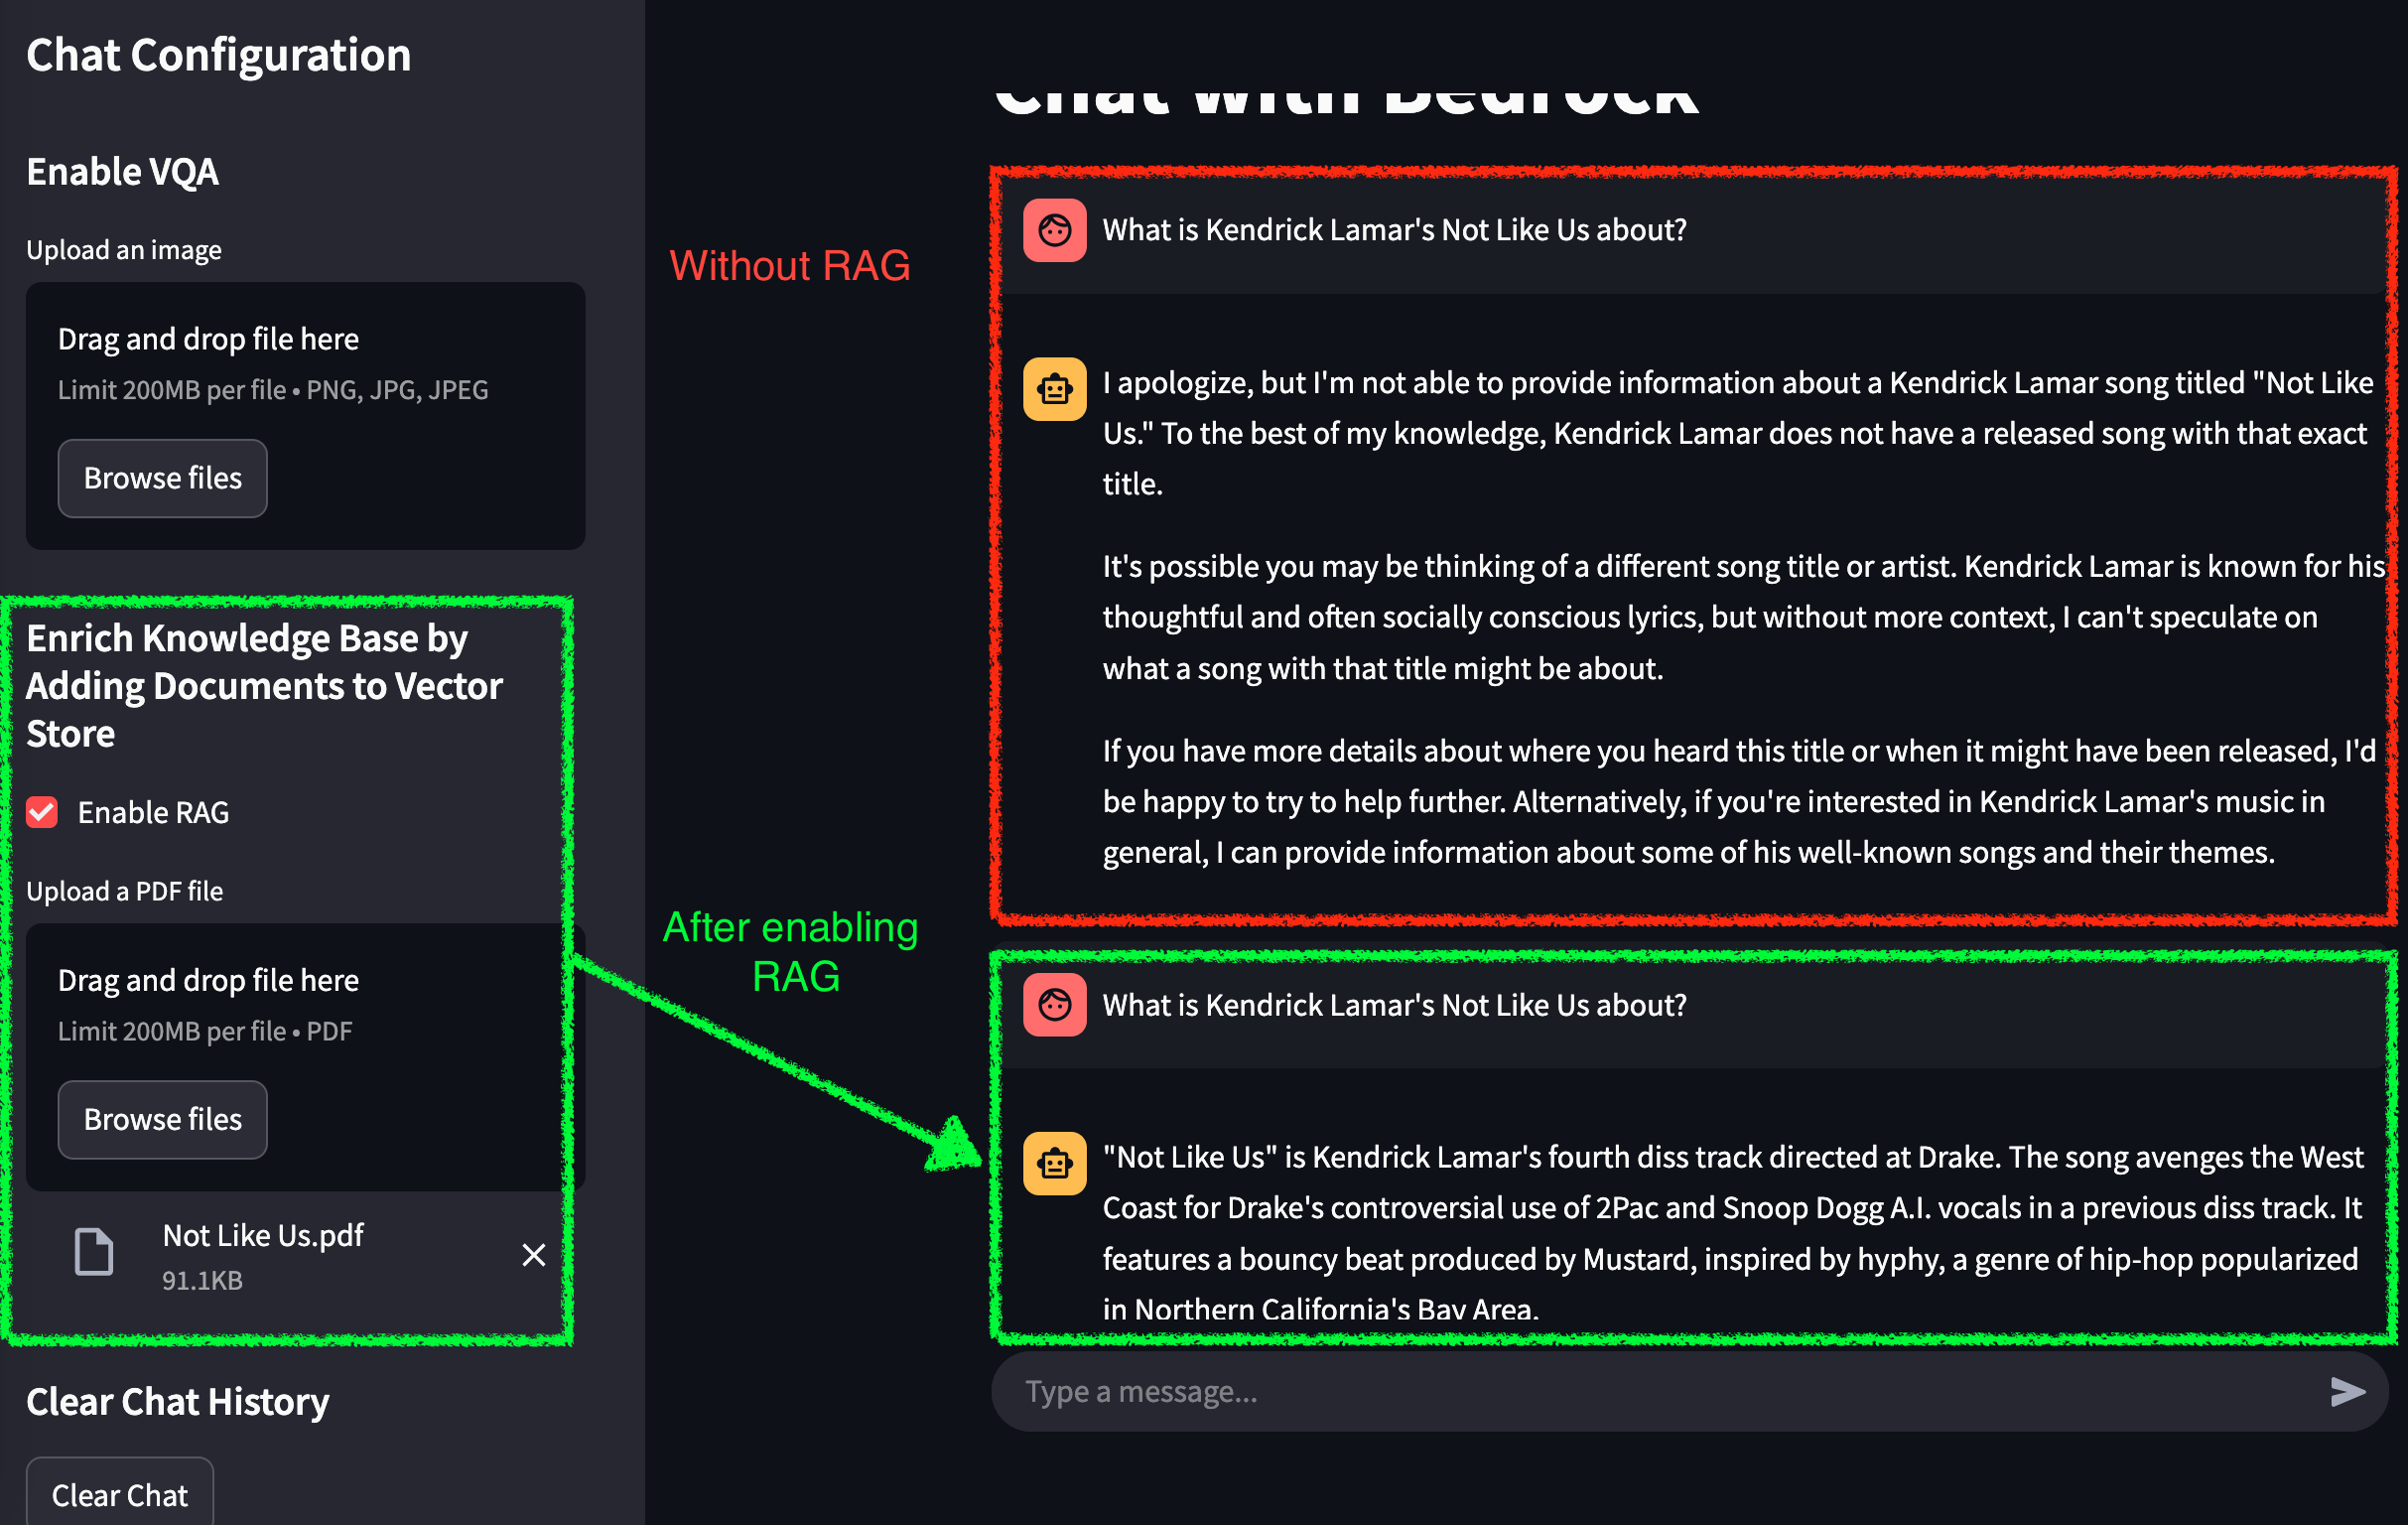 Chat Configuration
Enable VQA
Upload an image
Drag and drop file here
Limit 200MB per file • PNG, JPG, JPEG
Browse files
Enrich Knowledge Base by
Adding Documents to Vector
Store
Enable RAG
Upload a PDF file
Drag and drop file here
Limit 200MB per file • PDF
Browse files
Not Like Us.pdf
91.1KB
Clear Chat History
Clear Chat
Without RAG
After enabling
RAG
Chat with Bedrock
What is Kendrick Lamar's Not Like Us about?
I apologize, but I'm not able to provide information about a Kendrick Lamar song titled "Not Like
Us." To the best of my knowledge, Kendrick Lamar does not have a released song with that exact
title.
It's possible you may be thinking of a different song title or artist. Kendrick Lamar is known for his
thoughtful and often socially conscious lyrics, but without more context, I can't speculate on
what a song with that title might be about.
If you have more details about where you heard this title or when it might have been released, I'd
be happy to try to help further. Alternatively, if you're interested in Kendrick Lamar's music in
general, I can provide information about some of his well-known songs and their themes.
What is Kendrick Lamar's Not Like Us about?
"Not Like Us" is Kendrick Lamar's fourth diss track directed at Drake. The song avenges the West
Coast for Drake's controversial use of 2Pac and Snoop Dogg A.I. vocals in a previous diss track. It
features a bouncy beat produced by Mustard, inspired by hyphy, a genre of hip-hop popularized
in Northern California's Bay Area.
Type a message...